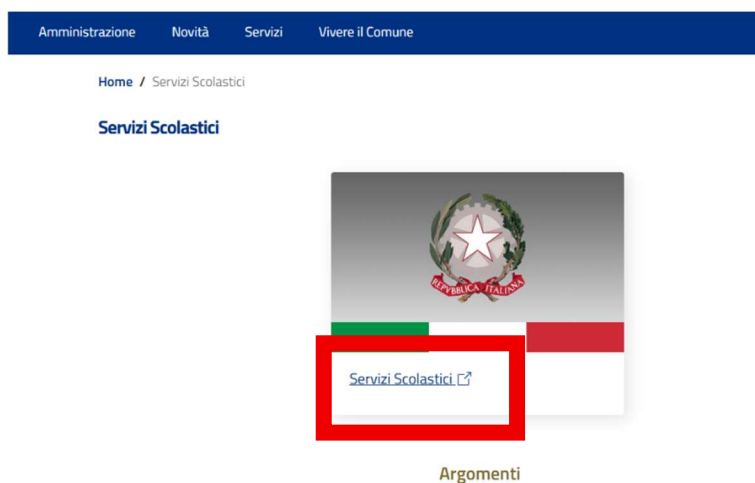 Amministrazione Novità Servizi Vivere il Comune
Home / Servizi Scolastici
Servizi Scolastici
REPVBBLICA ITALIANA
Servizi Scolastici
Argomenti